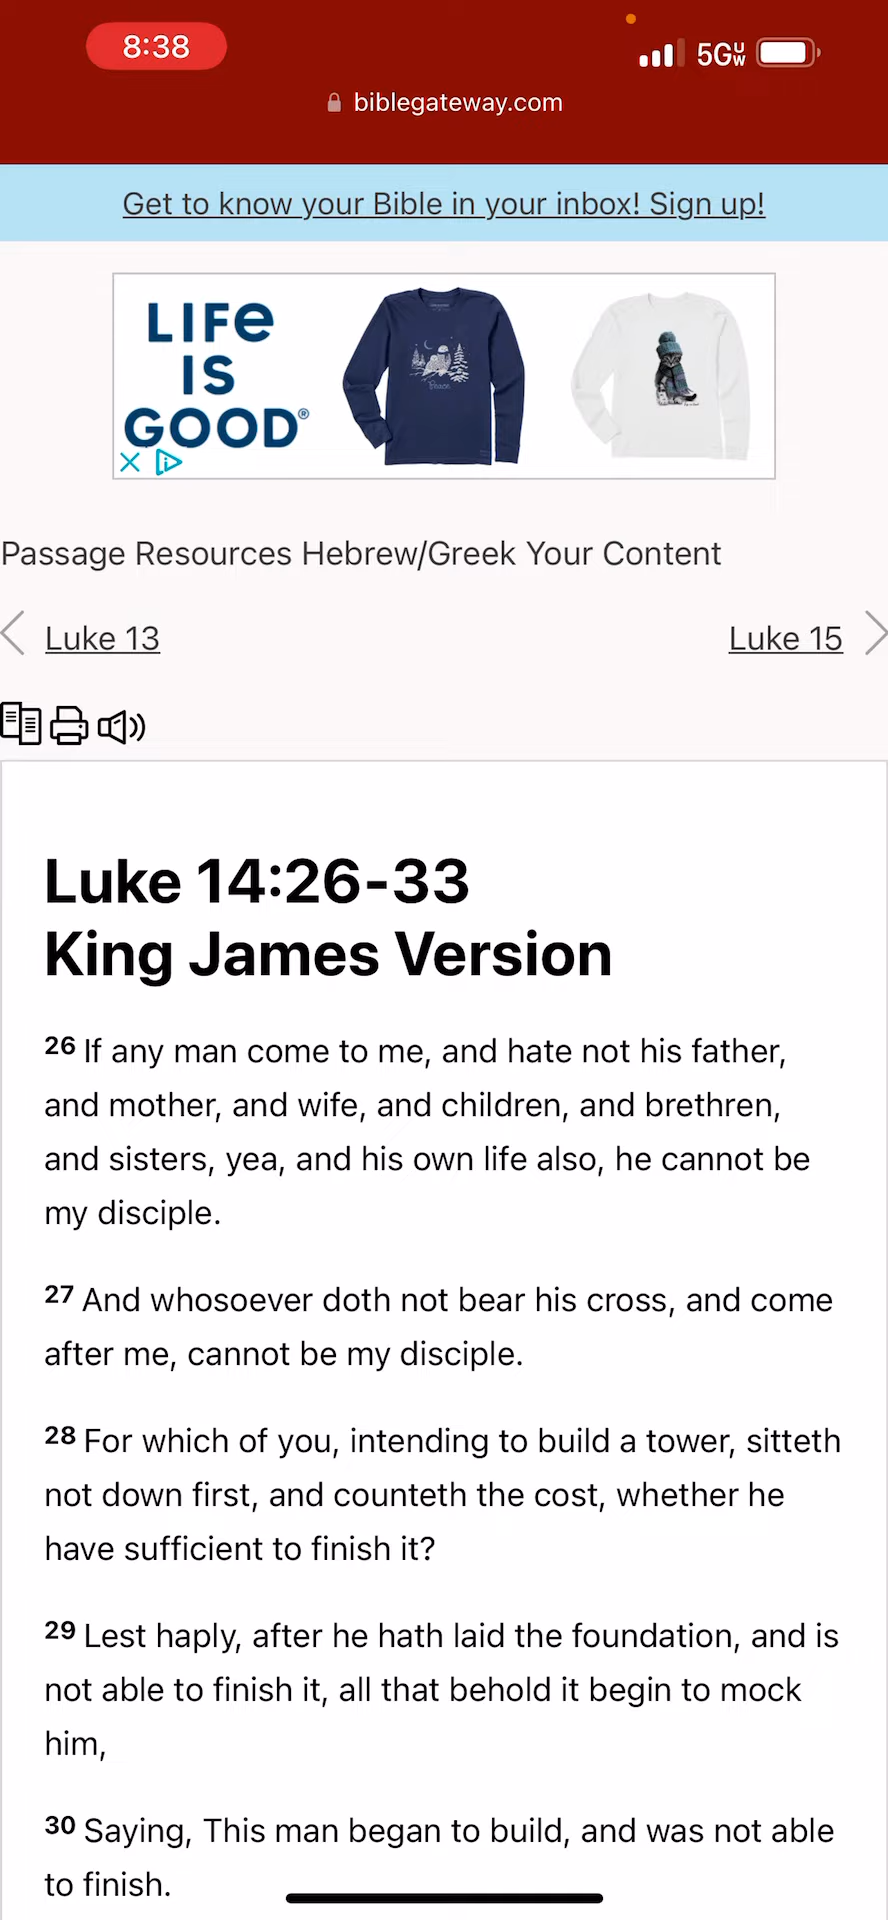 8:38
5GUW
biblegateway.com
Get to know your Bible in your inbox! Sign up!
LIFe
IS
GOOD®
Peace
Passage Resources Hebrew/Greek Your Content
Luke 13
Luke 15
Luke 14:26-33
King James Version
26 If any man come to me, and hate not his father,
and mother, and wife, and children, and brethren,
and sisters, yea, and his own life also, he cannot be
my disciple.
27 And whosoever doth not bear his cross, and come
after me, cannot be my disciple.
28 For which of you, intending to build a tower, sitteth
not down first, and counteth the cost, whether he
have sufficient to finish it?
29 Lest haply, after he hath laid the foundation, and is
not able to finish it, all that behold it begin to mock
him,
30 Saying, This man began to build, and was not able
to finish.